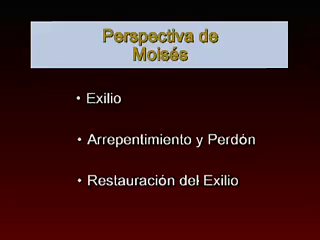 Perspectiva de
Moisés
• Exilio
• Arrepentimiento y Perdón
• Restauración del Exilio